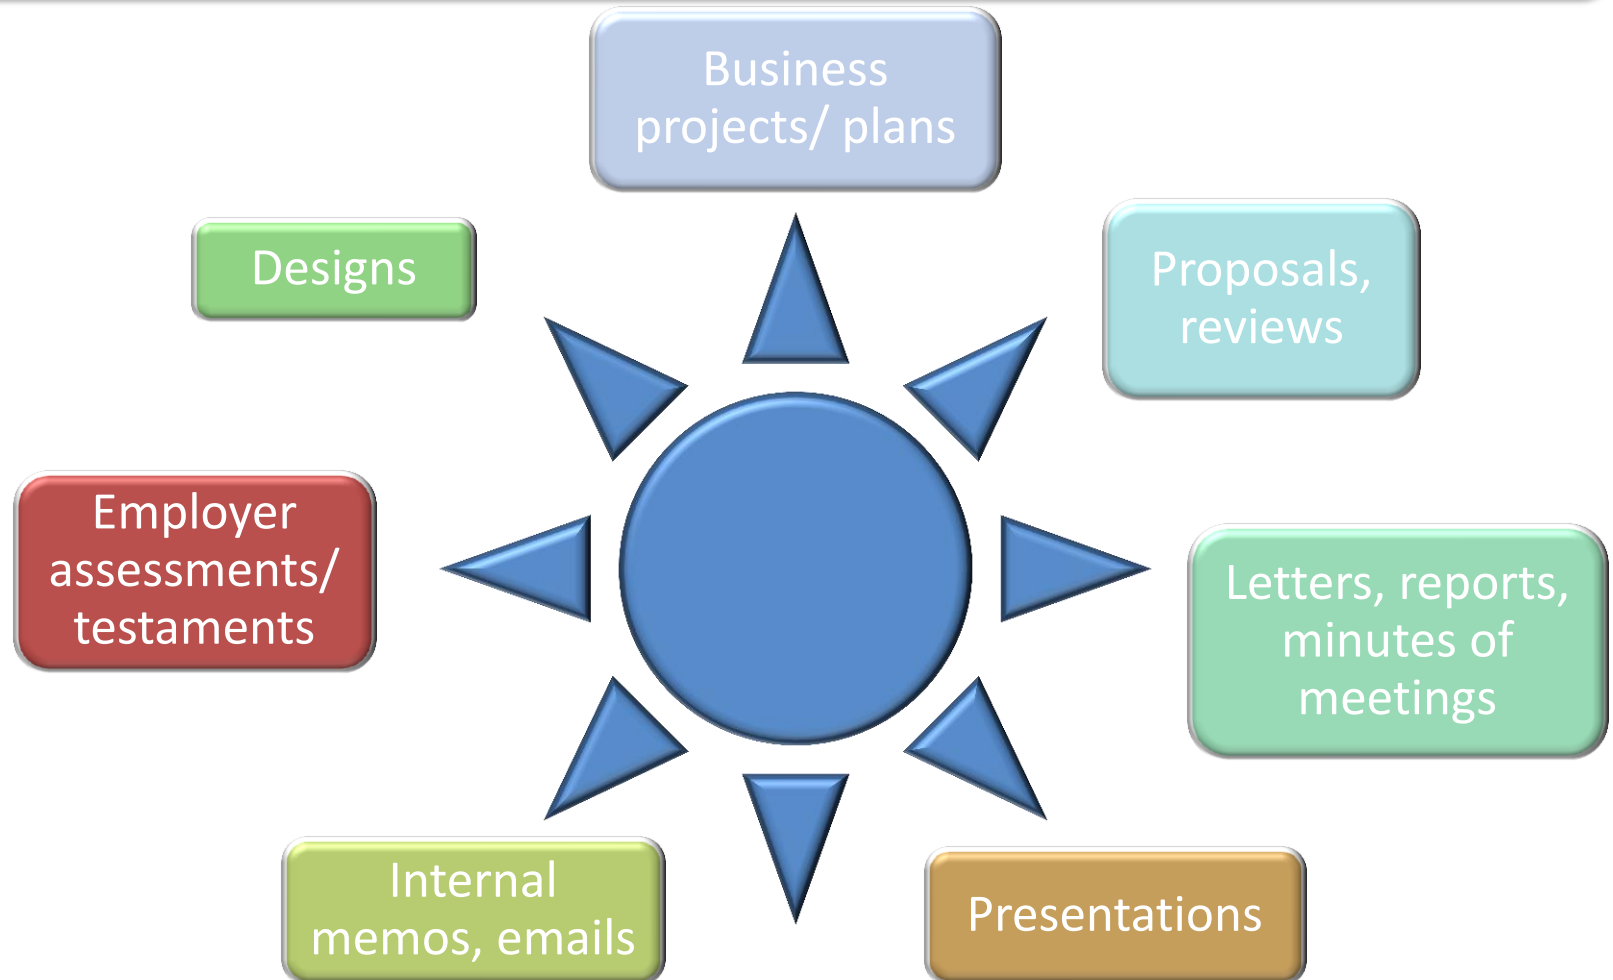 Business
projects/ plans
Proposals,
reviews
Letters, reports,
minutes of
meetings
Presentations
Internal
memos, emails
Employer
assessments/
testaments
Designs